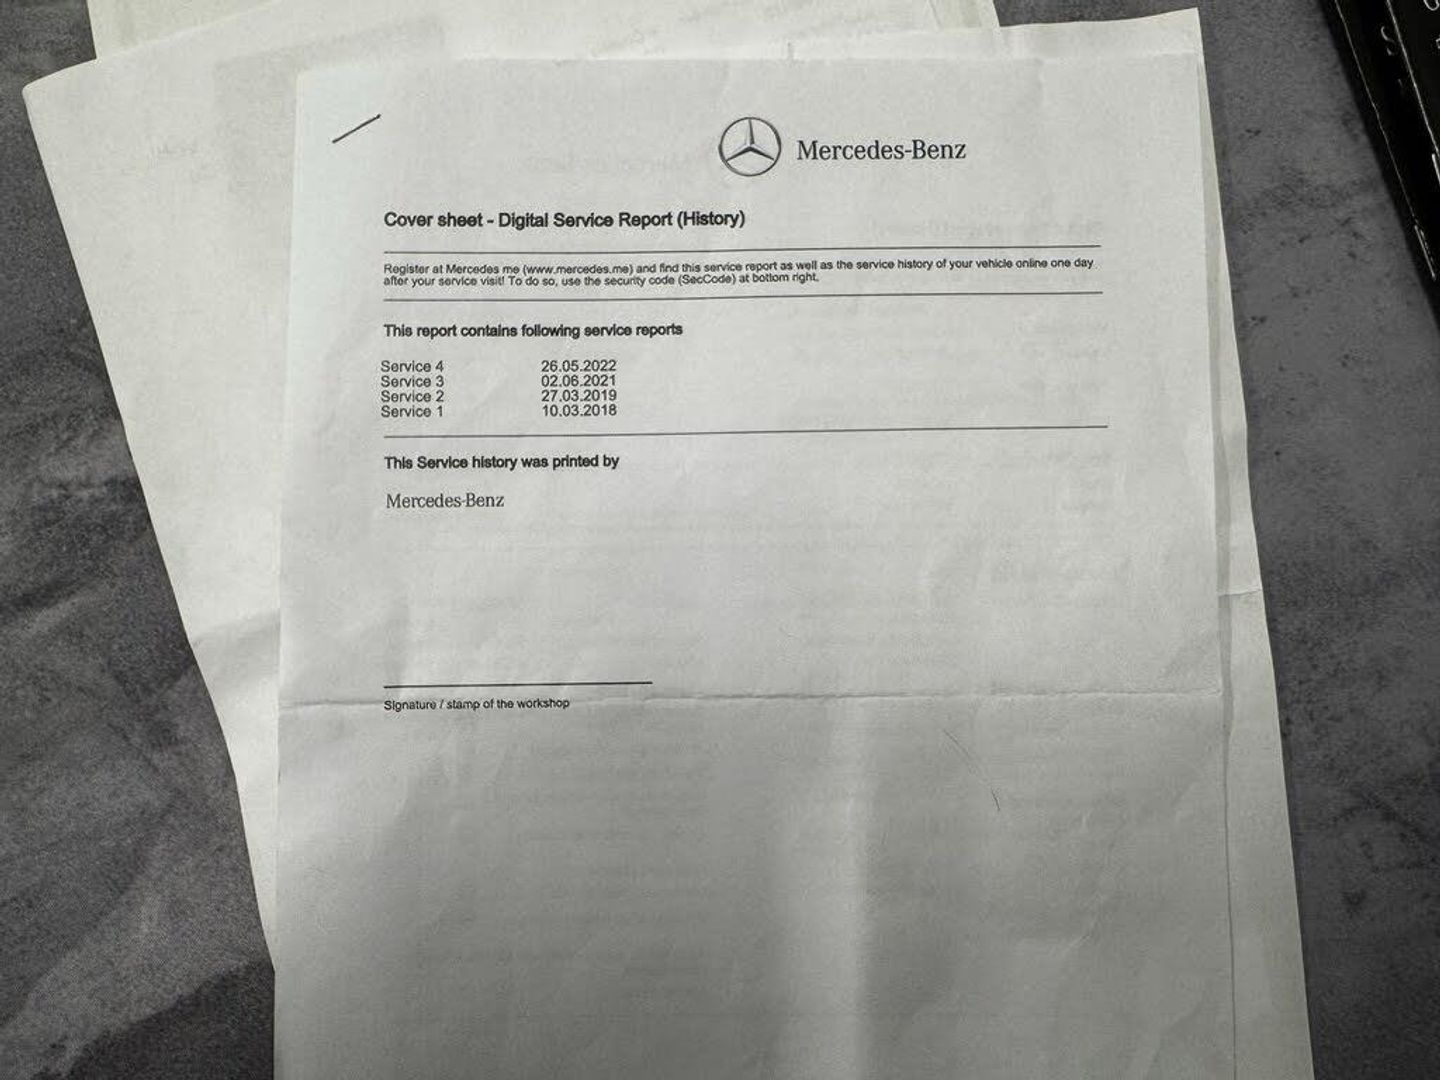 Mercedes-Benz
Cover sheet - Digital Service Report (History)
Register at Mercedes me (www.mercedes.me) and find this service report as well as the service history of your vehicle online one day
after your service visit! To do so, use the security code (SecCode) at bottom right.
This report contains following service reports
Service 4 26.05.2022
Service 3 02.06.2021
Service 2 27.03.2019
Service 1 10.03.2018
This Service history was printed by
Mercedes-Benz
Signature / stamp of the workshop